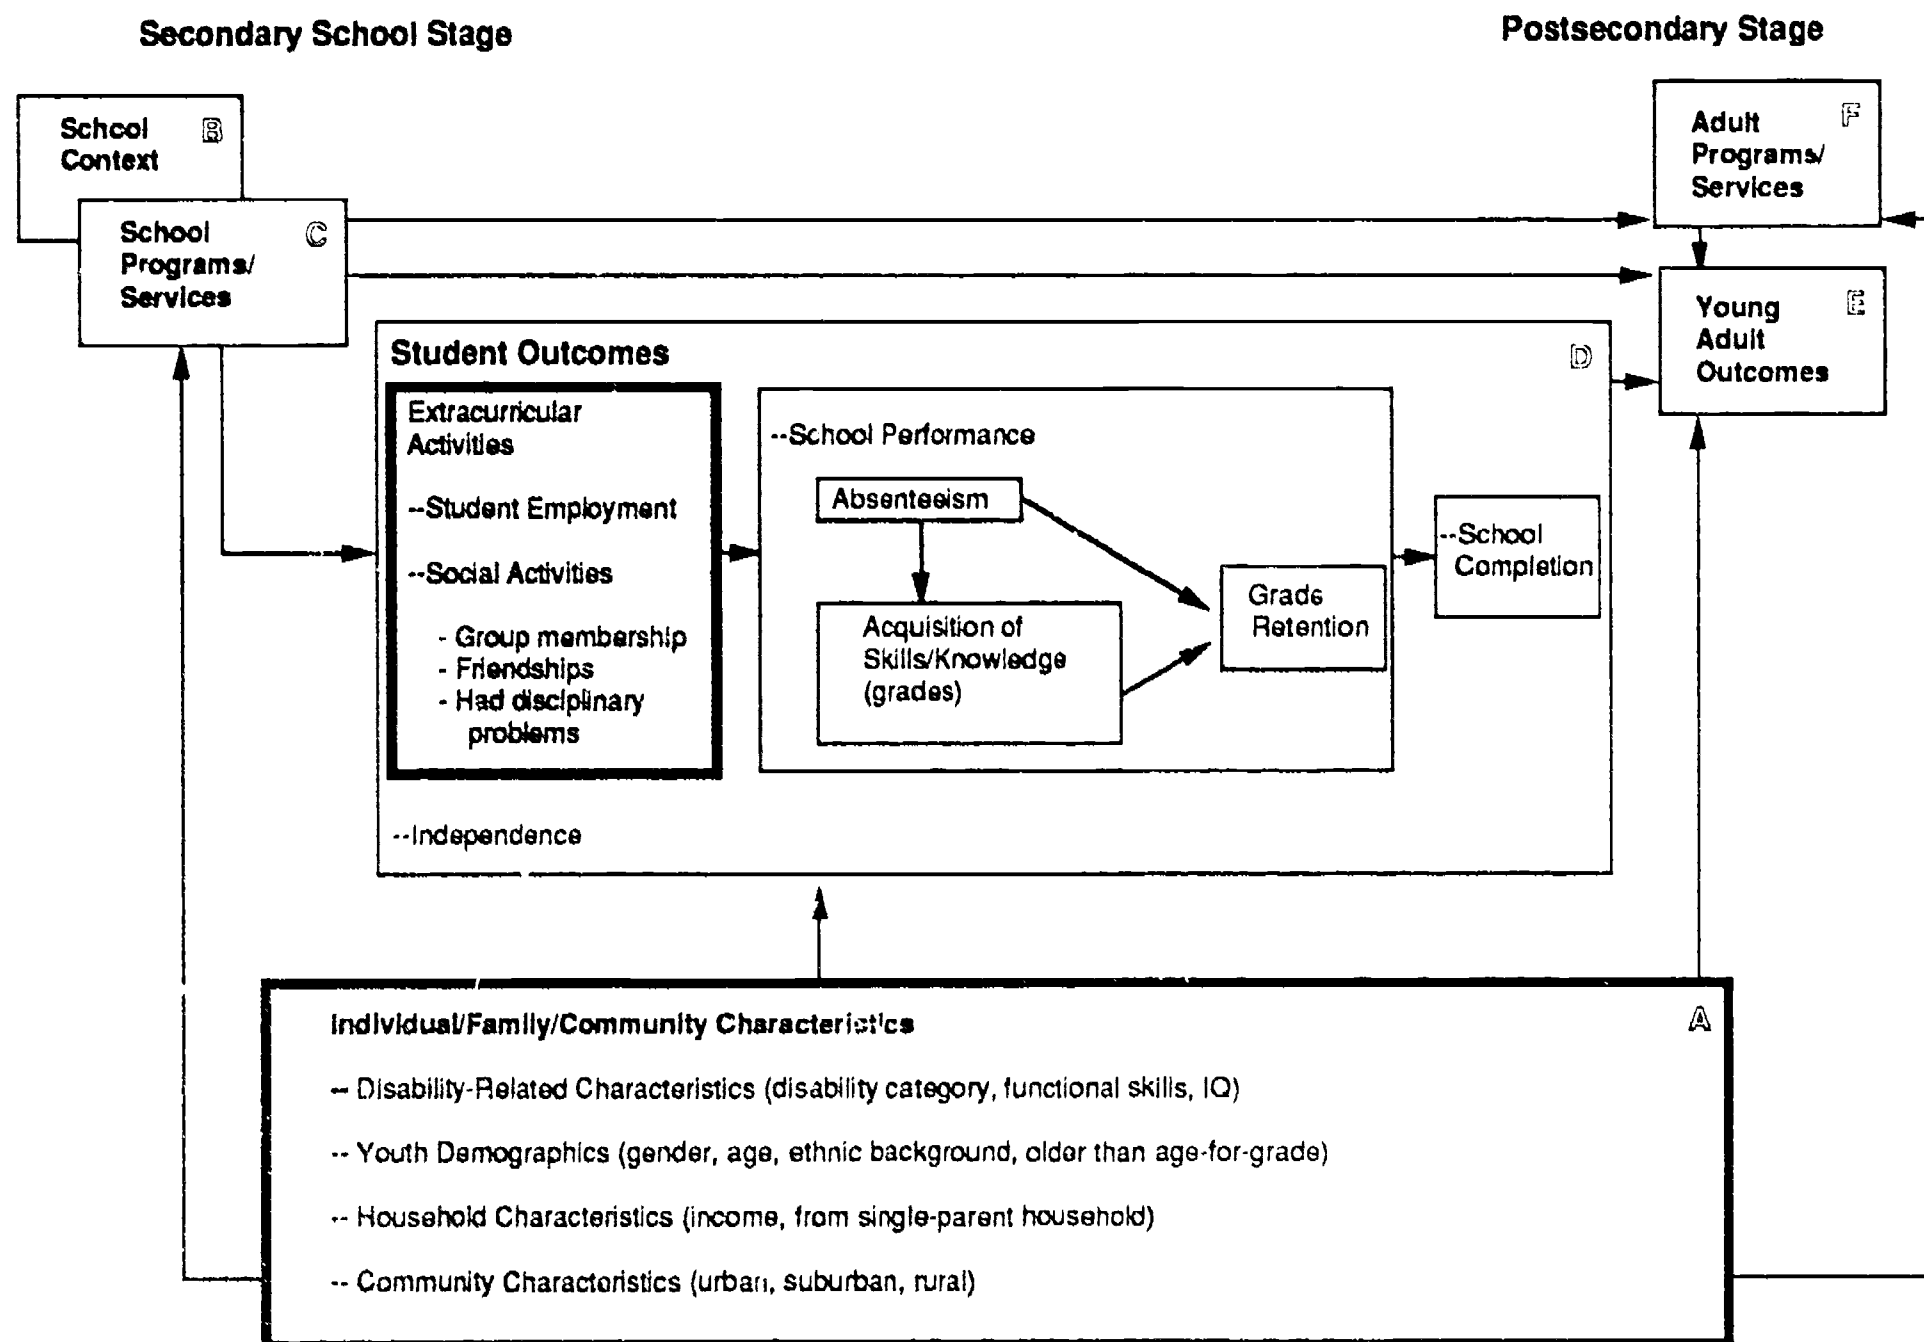 Secondary School Stage
Postsecondary Stage
School B
Context
School C
Programs/
Services
Adult F
Programs/
Services
Young E
Adult
Outcomes
Student Outcomes D
Extracurricular
Activities
--Student Employment
--Social Activities
- Group membership
- Friendships
- Had disciplinary
problems
--Independence
--School Performance
Absenteeism
Acquisition of
Skills/Knowledge
(grades)
Grade
Retention
--School
Completion
Individual/Family/Community Characteristics A
-- Disability-Related Characteristics (disability category, functional skills, IQ)
-- Youth Demographics (gender, age, ethnic background, older than age-for-grade)
-- Household Characteristics (income, from single-parent household)
-- Community Characteristics (urban, suburban, rural)